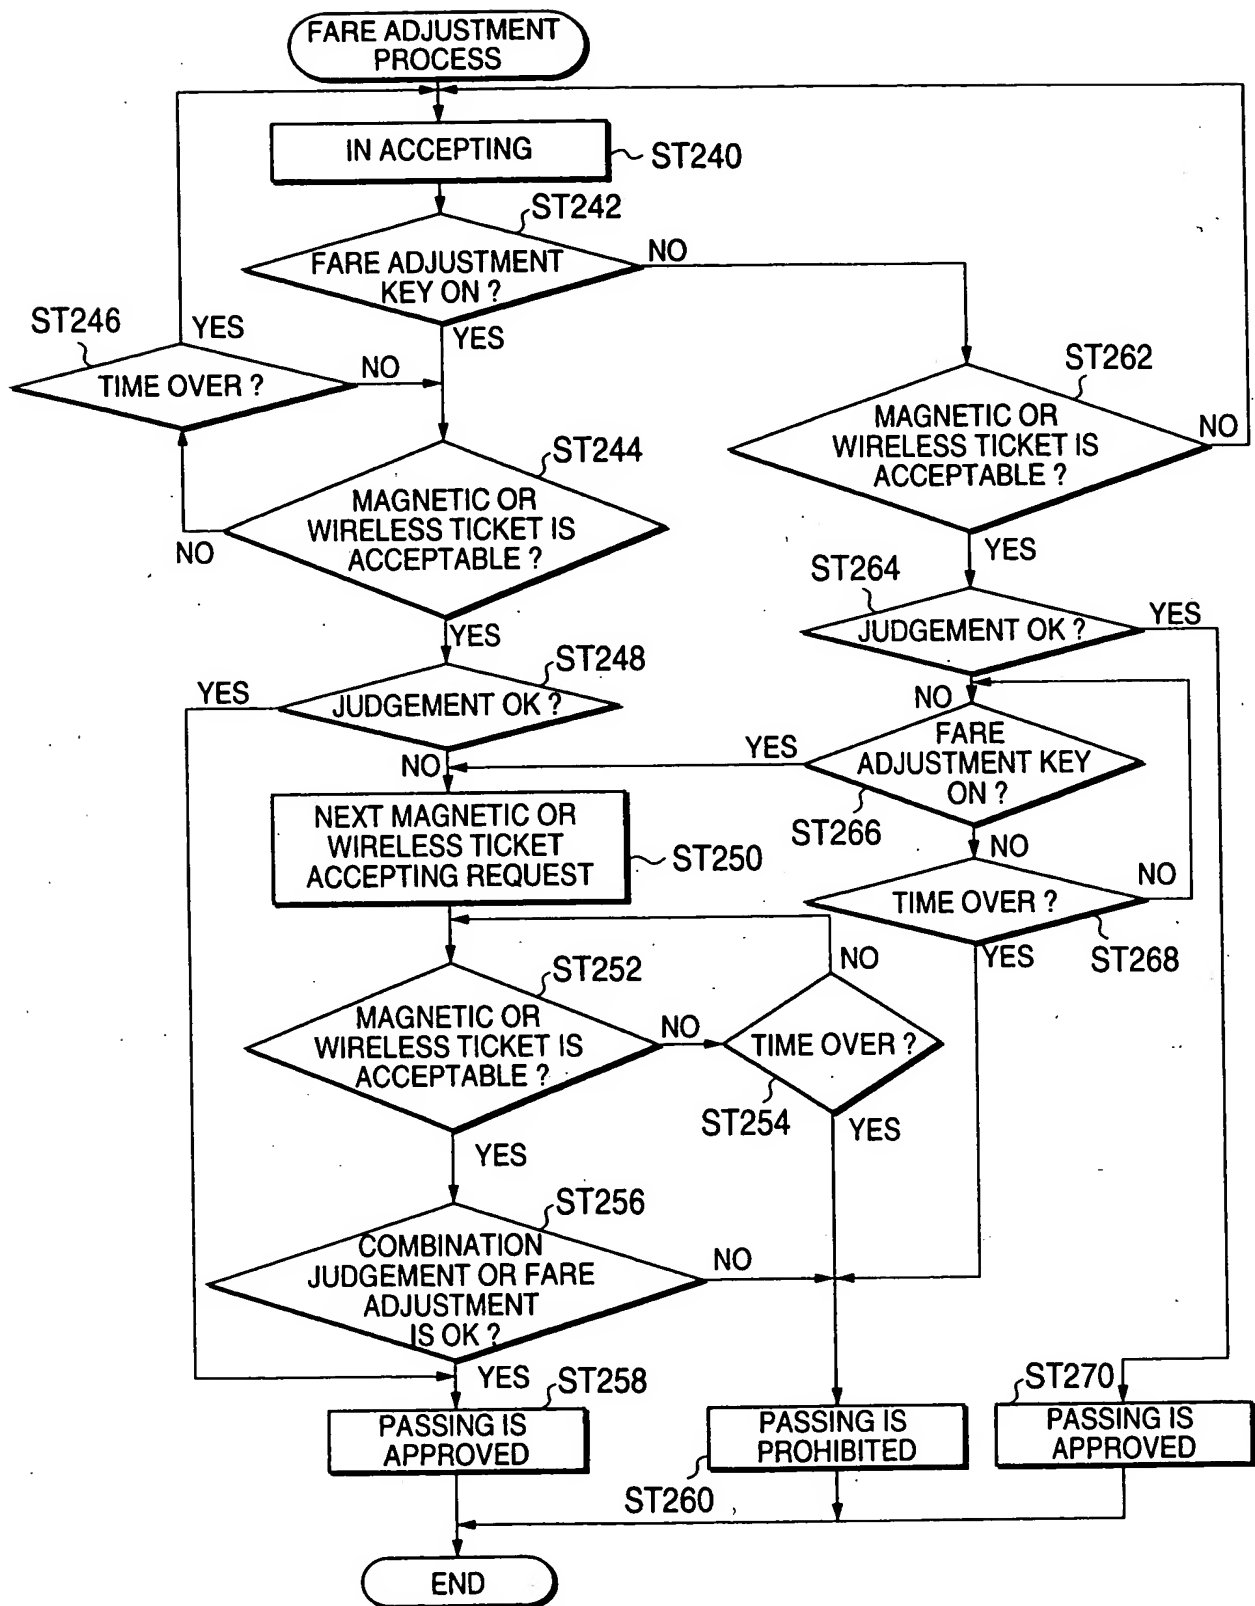 FARE ADJUSTMENT
PROCESS
IN ACCEPTING
ST240
ST242
FARE ADJUSTMENT
KEY ON ?
NO
YES
ST246
YES
TIME OVER ?
NO
ST262
MAGNETIC OR
WIRELESS TICKET IS
ACCEPTABLE ?
NO
YES
ST244
MAGNETIC OR
WIRELESS TICKET IS
ACCEPTABLE ?
NO
YES
ST264
JUDGEMENT OK ?
YES
NO
ST248
YES
JUDGEMENT OK ?
NO
YES
FARE
ADJUSTMENT KEY
ON ?
ST266
NO
NEXT MAGNETIC OR
WIRELESS TICKET
ACCEPTING REQUEST
ST250
TIME OVER ?
NO
YES
ST268
ST252
MAGNETIC OR
WIRELESS TICKET IS
ACCEPTABLE ?
NO
YES
NO
TIME OVER ?
ST254
YES
ST256
COMBINATION
JUDGEMENT OR FARE
ADJUSTMENT
IS OK ?
NO
YES
ST258
PASSING IS
APPROVED
PASSING IS
PROHIBITED
ST260
ST270
PASSING IS
APPROVED
END